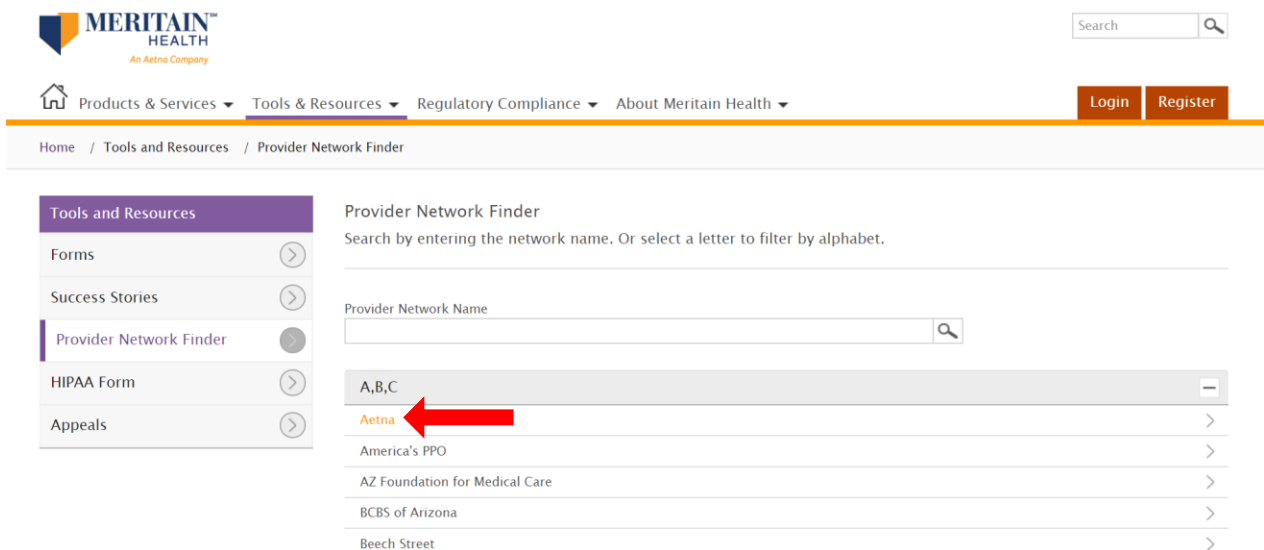 MERITAIN™
HEALTH
An Aetna Company
Search
Products & Services Tools & Resources Regulatory Compliance About Meritain Health
Login Register
Home / Tools and Resources / Provider Network Finder
Tools and Resources
Forms
Success Stories
Provider Network Finder
HIPAA Form
Appeals
Provider Network Finder
Search by entering the network name. Or select a letter to filter by alphabet.
Provider Network Name
A,B,C
Aetna
America's PPO
AZ Foundation for Medical Care
BCBS of Arizona
Beech Street